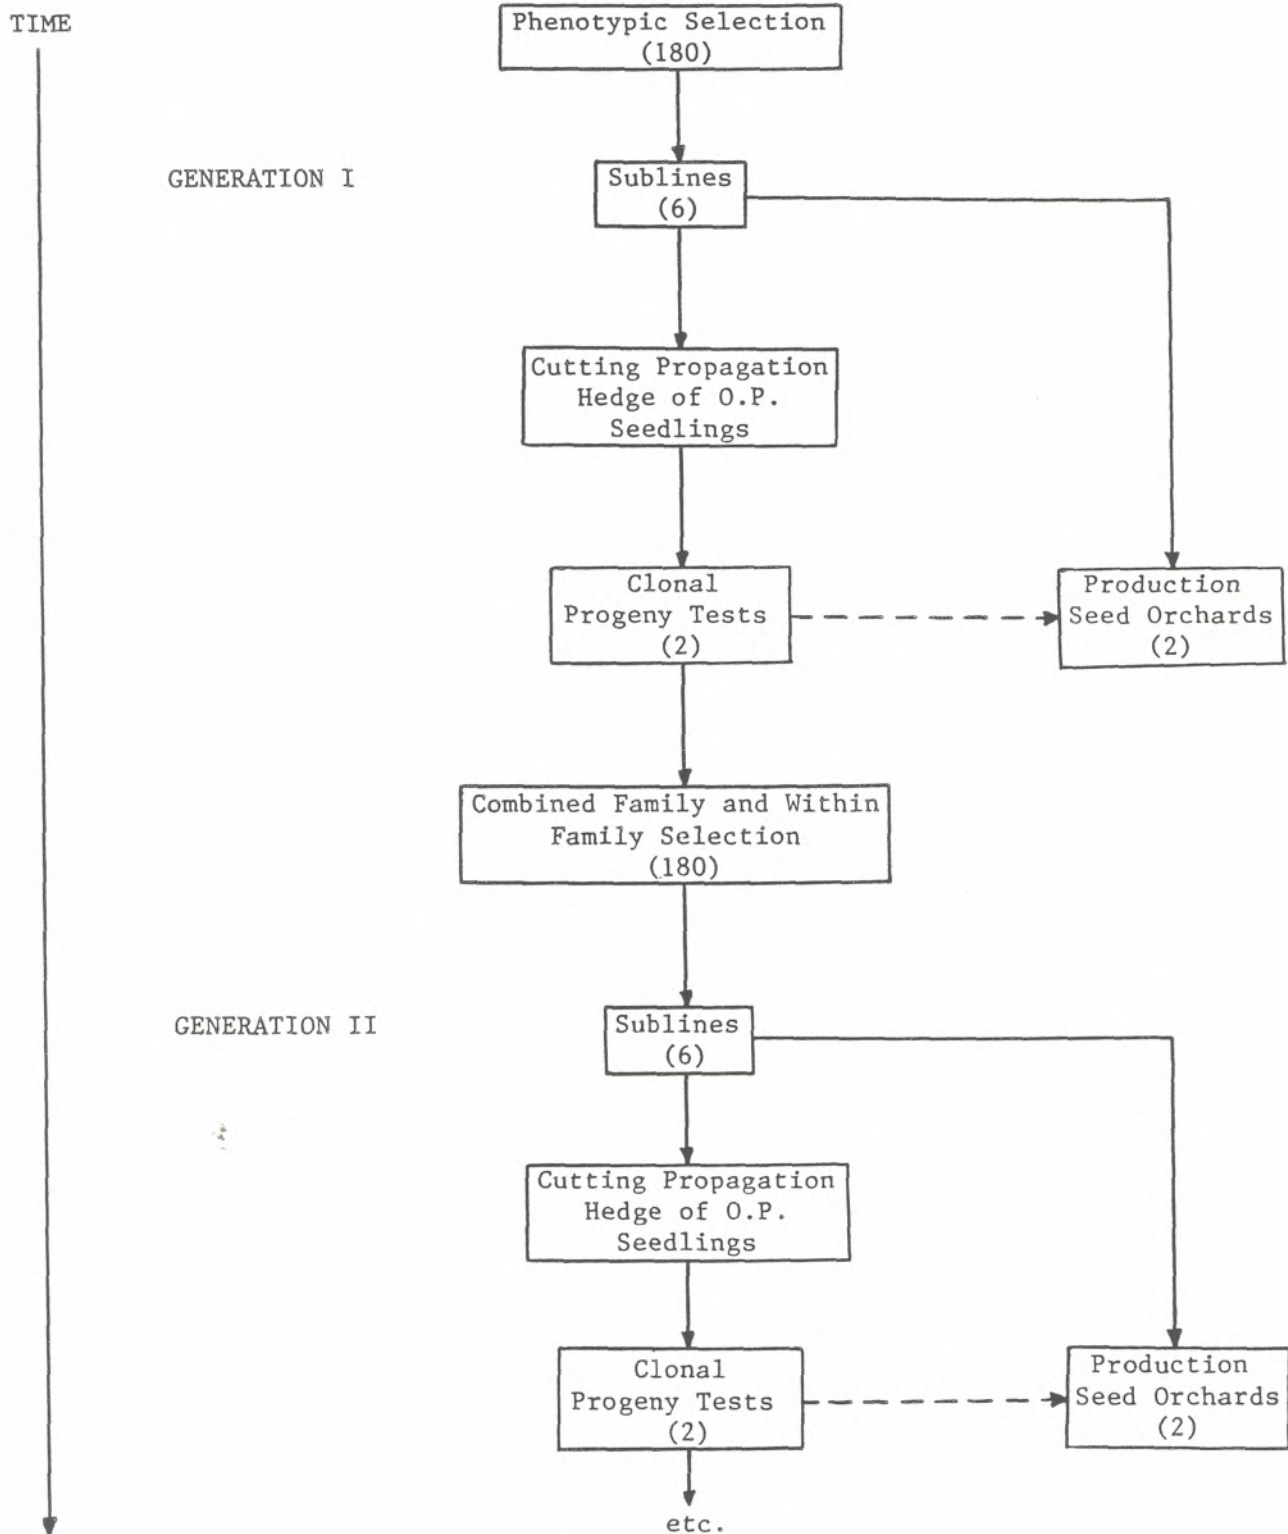 TIME
Phenotypic Selection
(180)
GENERATION I
Sublines
(6)
Cutting Propagation
Hedge of O.P.
Seedlings
Clonal
Progeny Tests
(2)
Production
Seed Orchards
(2)
Combined Family and Within
Family Selection
(180)
GENERATION II
Sublines
(6)
Cutting Propagation
Hedge of O.P.
Seedlings
Clonal
Progeny Tests
(2)
Production
Seed Orchards
(2)
etc.